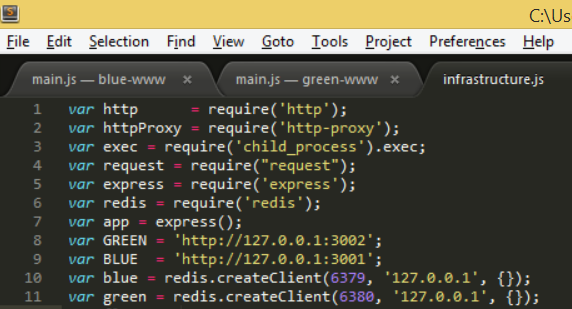 C:\Us
File Edit Selection Find View Goto Tools Project Preferences Help
main.js — blue-www × main.js — green-www × infrastructure.js
1 var http      = require('http');
2 var httpProxy = require('http-proxy');
3 var exec = require('child_process').exec;
4 var request = require("request");
5 var express = require('express');
6 var redis = require('redis');
7 var app = express();
8 var GREEN = 'http://127.0.0.1:3002';
9 var BLUE  = 'http://127.0.0.1:3001';
10 var blue = redis.createClient(6379, '127.0.0.1', {});
11 var green = redis.createClient(6380, '127.0.0.1', {});